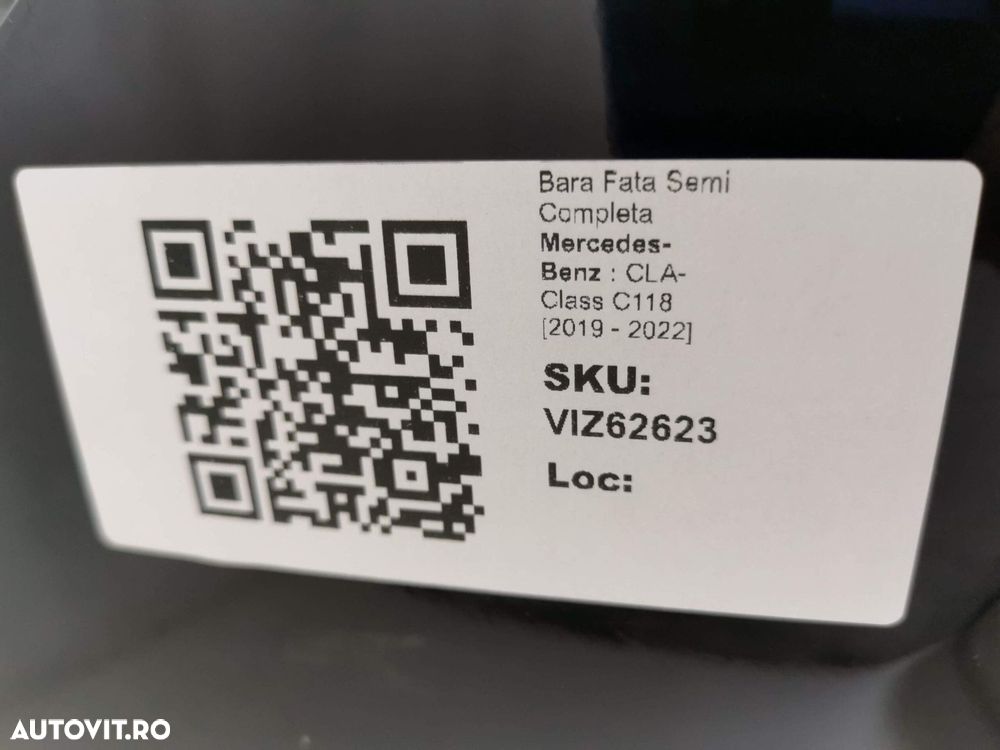 Bara Fata Semi
Completa
Mercedes-
Benz : CLA-
Class C118
[2019 - 2022]
SKU:
VIZ62623
Loc:
AUTOVIT.RO